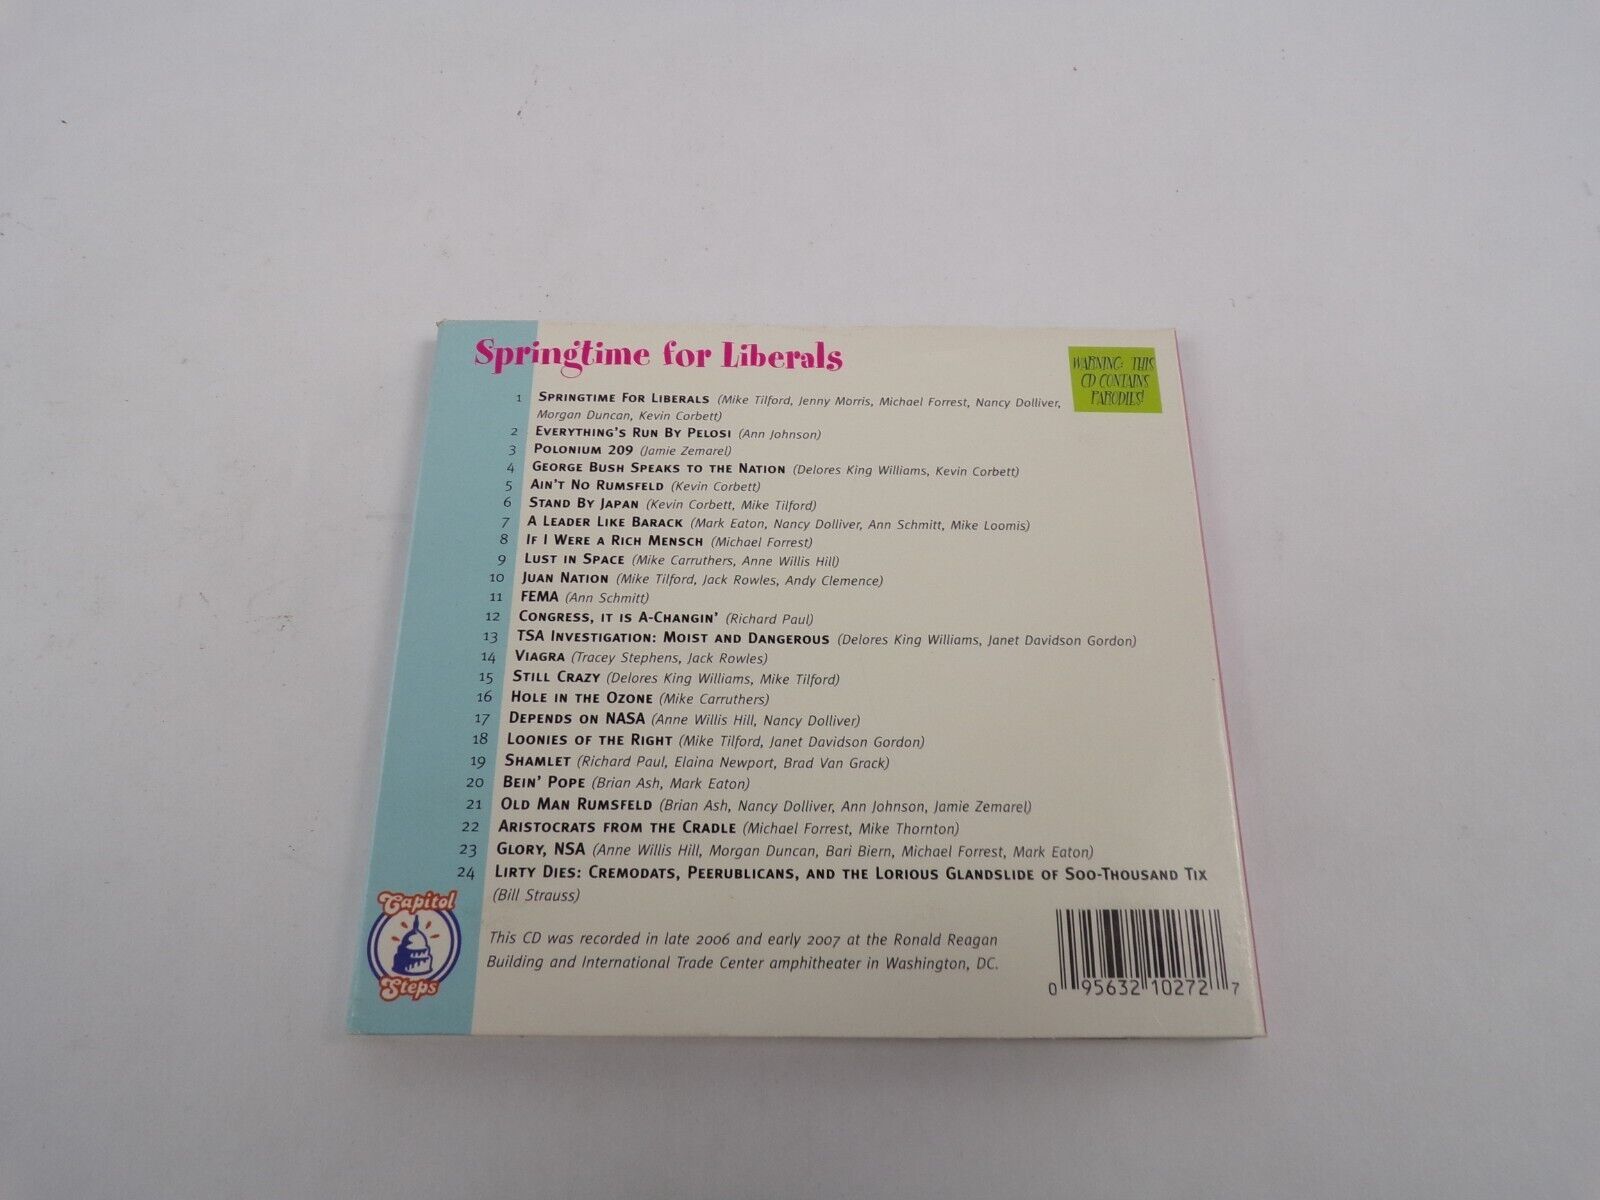 Springtime for Liberals
WARNING: THIS
CD CONTAINS
PARODIES!
1 SPRINGTIME FOR LIBERALS (Mike Tilford, Jenny Morris, Michael Forrest, Nancy Dolliver,
Morgan Duncan, Kevin Corbett)
2 EVERYTHING'S RUN BY PELOSI (Ann Johnson)
3 POLONIUM 209 (Jamie Zemarel)
4 GEORGE BUSH SPEAKS TO THE NATION (Delores King Williams, Kevin Corbett)
5 AIN'T NO RUMSFELD (Kevin Corbett)
6 STAND BY JAPAN (Kevin Corbett, Mike Tilford)
7 A LEADER LIKE BARACK (Mark Eaton, Nancy Dolliver, Ann Schmitt, Mike Loomis)
8 IF I WERE A RICH MENSCH (Michael Forrest)
9 LUST IN SPACE (Mike Carruthers, Anne Willis Hill)
10 JUAN NATION (Mike Tilford, Jack Rowles, Andy Clemence)
11 FEMA (Ann Schmitt)
12 CONGRESS, IT IS A-CHANGIN' (Richard Paul)
13 TSA INVESTIGATION: MOIST AND DANGEROUS (Delores King Williams, Janet Davidson Gordon)
14 VIAGRA (Tracey Stephens, Jack Rowles)
15 STILL CRAZY (Delores King Williams, Mike Tilford)
16 HOLE IN THE OZONE (Mike Carruthers)
17 DEPENDS ON NASA (Anne Willis Hill, Nancy Dolliver)
18 LOONIES OF THE RIGHT (Mike Tilford, Janet Davidson Gordon)
19 SHAMLET (Richard Paul, Elaina Newport, Brad Van Grack)
20 BEIN' POPE (Brian Ash, Mark Eaton)
21 OLD MAN RUMSFELD (Brian Ash, Nancy Dolliver, Ann Johnson, Jamie Zemarel)
22 ARISTOCRATS FROM THE CRADLE (Michael Forrest, Mike Thornton)
23 GLORY, NSA (Anne Willis Hill, Morgan Duncan, Bari Biern, Michael Forrest, Mark Eaton)
24 LIRTY DIES: CREMODATS, PEERUBLICANS, AND THE LORIOUS GLANDSLIDE OF SOO-THOUSAND TIX
(Bill Strauss)
Capitol
Steps
This CD was recorded in late 2006 and early 2007 at the Ronald Reagan
Building and International Trade Center amphitheater in Washington, DC.
0 95632 10272 7